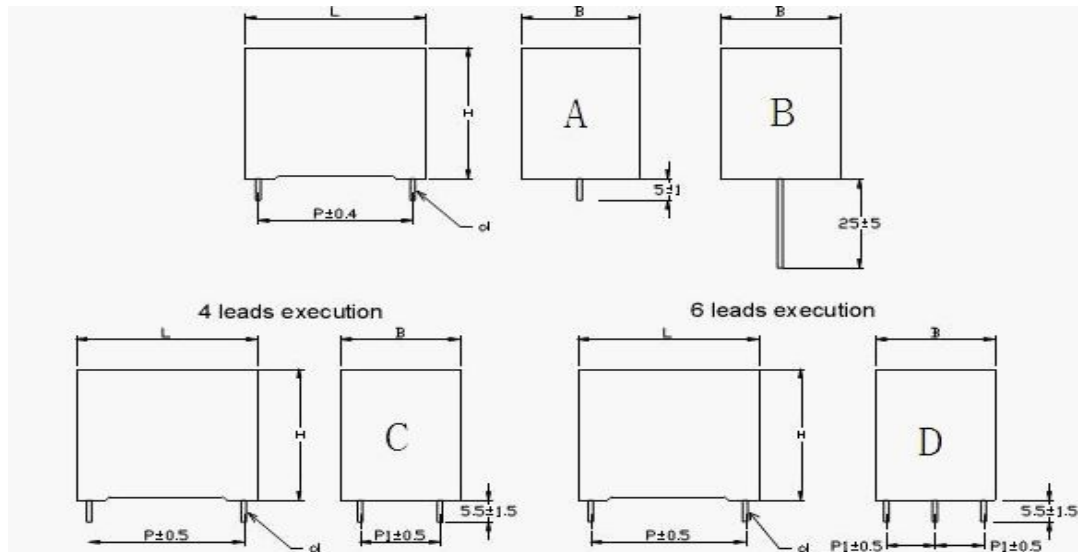 L
B
B
H
A
B
5±1
P±0.4
d
25±5
4 leads execution
6 leads execution
L
B
L
B
H
C
H
D
5.5±1.5
5.5±1.5
P±0.5
d
P1±0.5
P±0.5
d
P1±0.5
P1±0.5